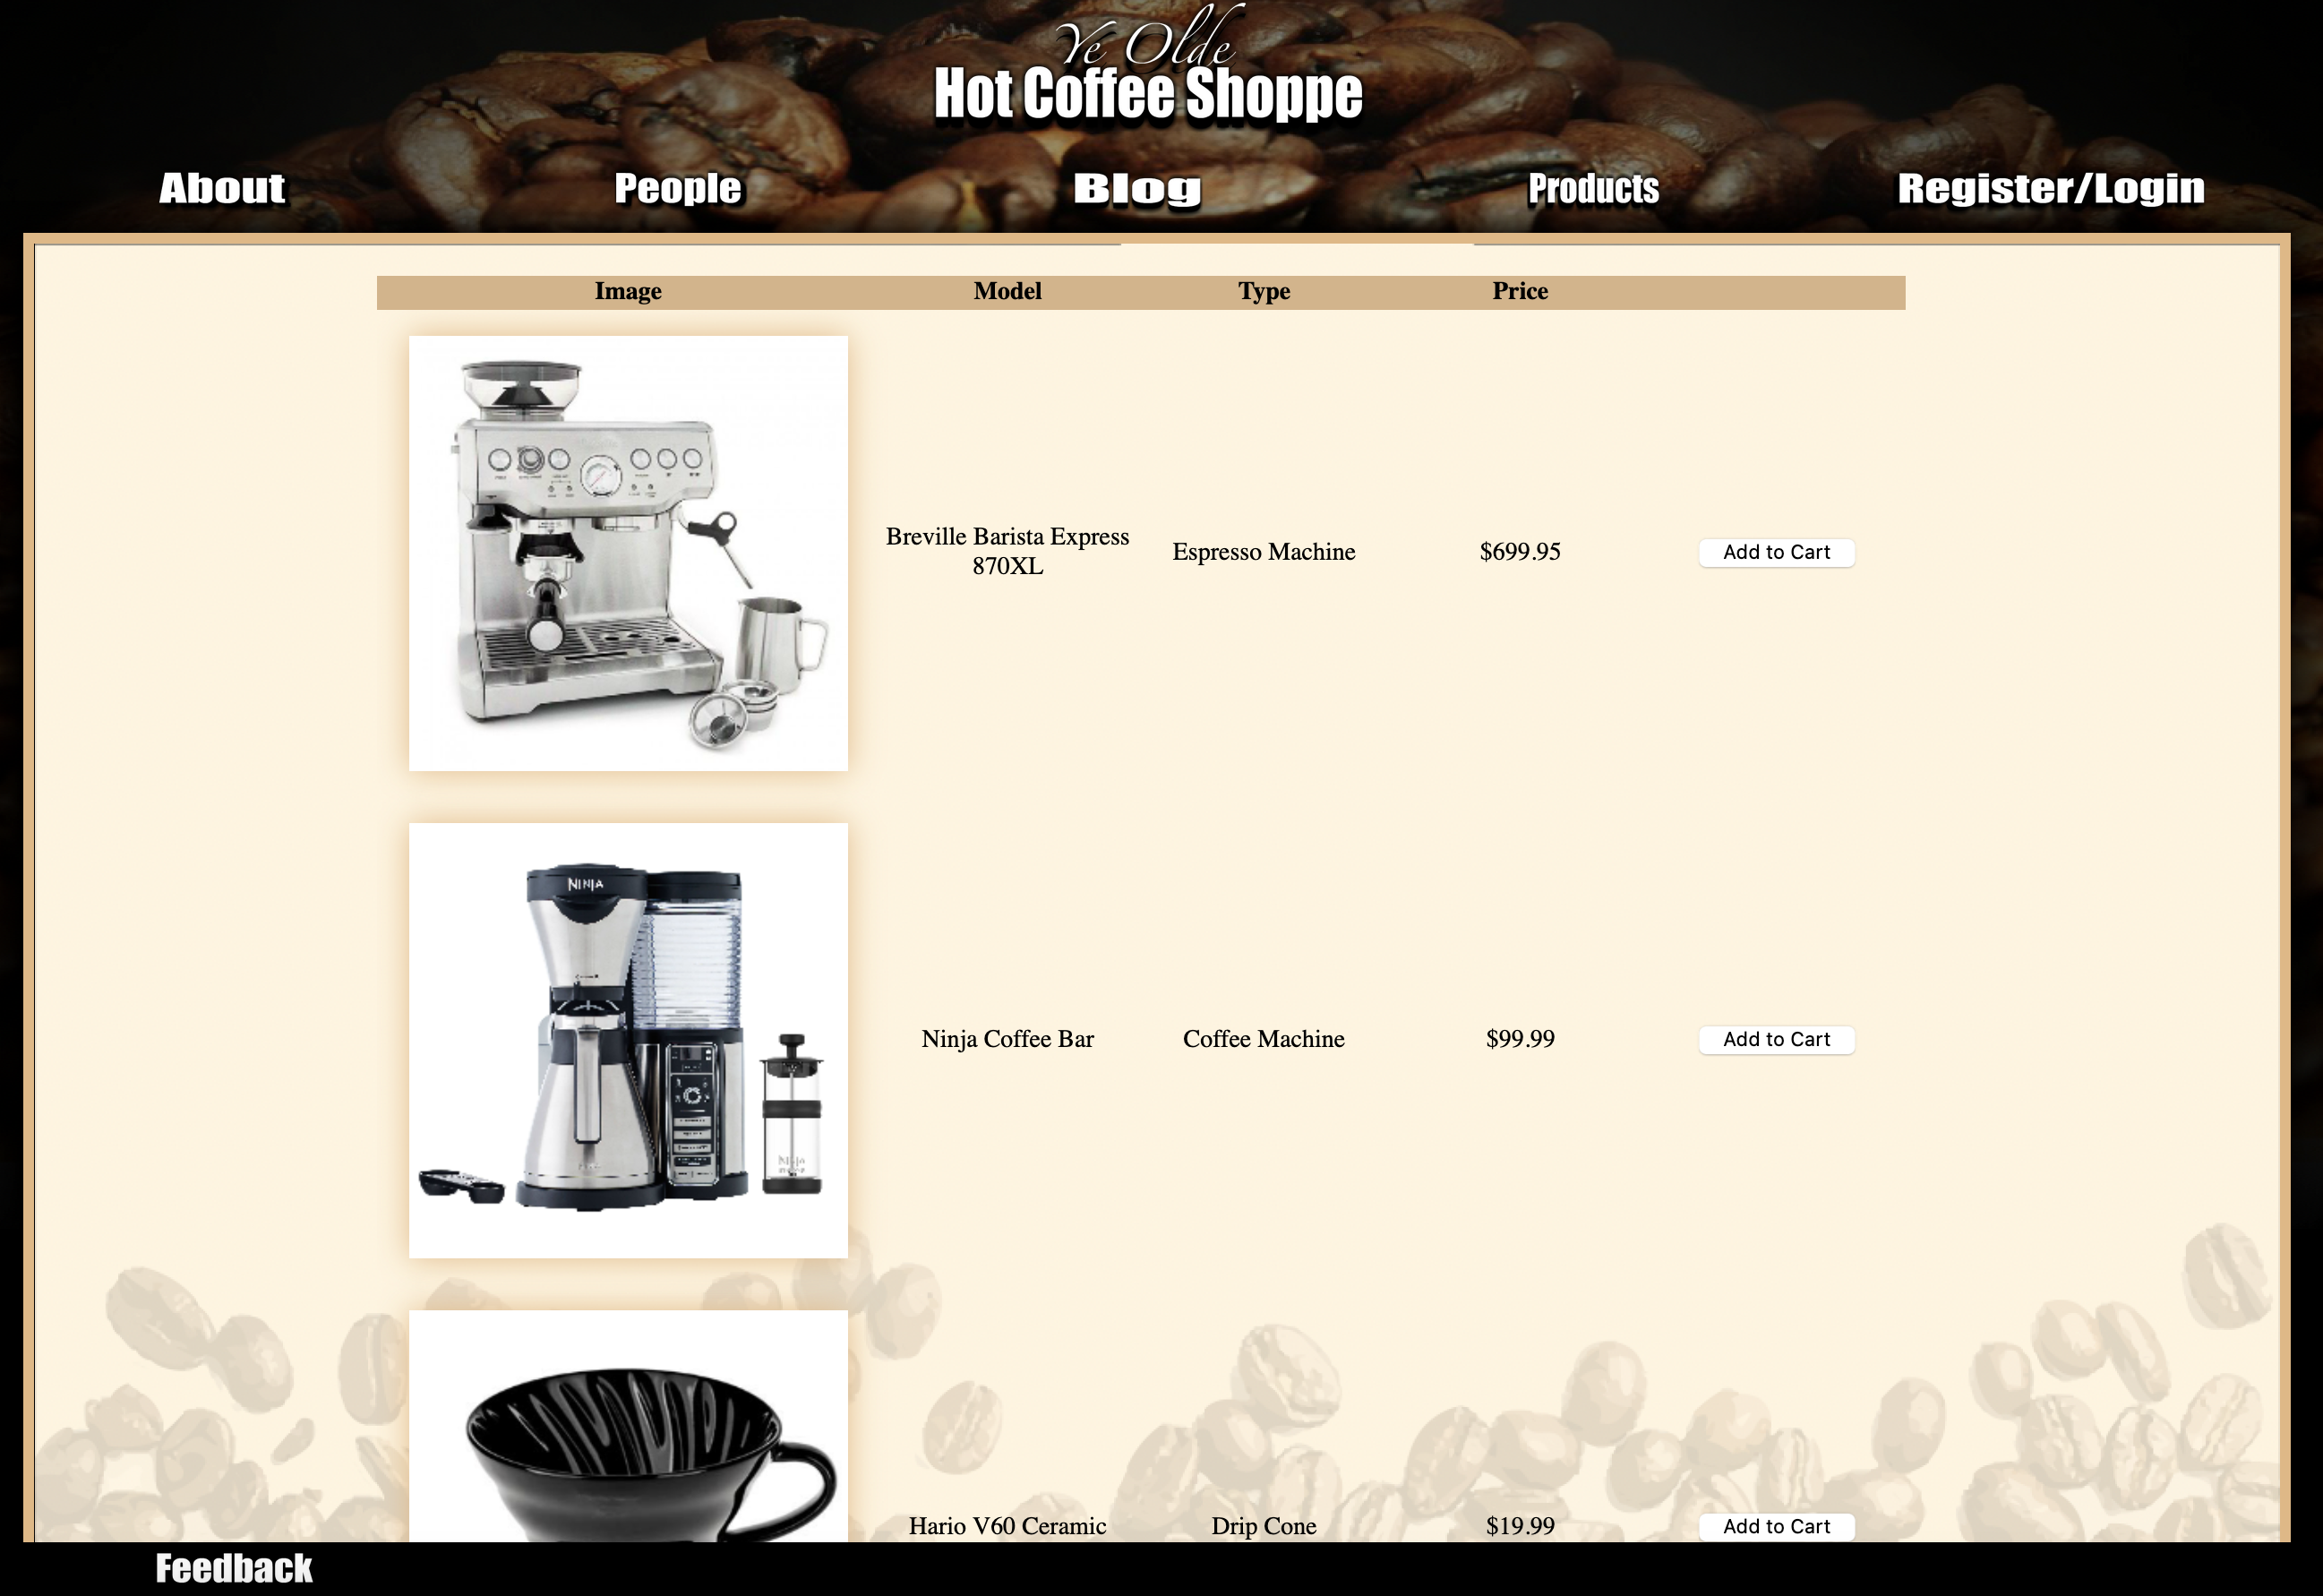 Ye Olde
Hot Coffee Shoppe
About People Blog Products Register/Login
Image Model Type Price
Breville Barista Express
870XL
Espresso Machine $699.95 Add to Cart
NINJA
Ninja Coffee Bar Coffee Machine $99.99 Add to Cart
Hario V60 Ceramic Drip Cone $19.99 Add to Cart
Feedback